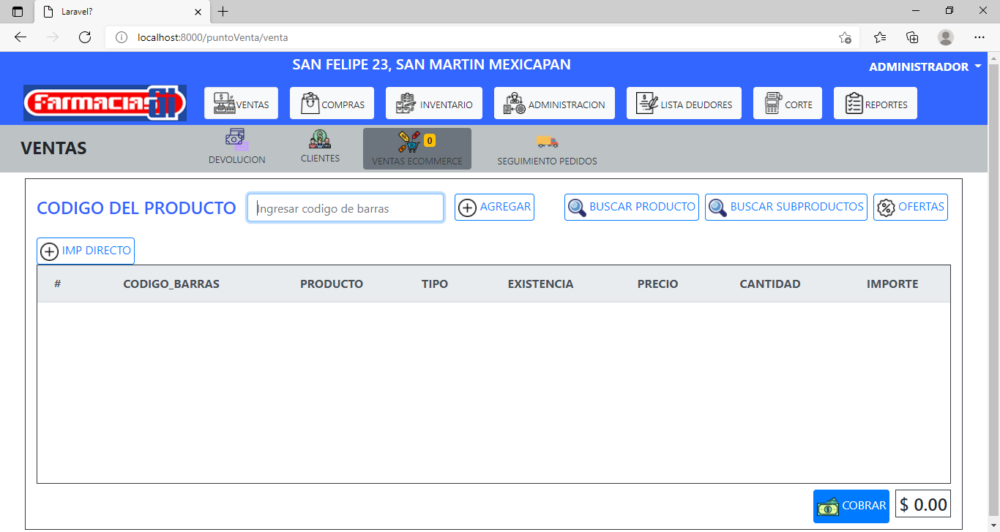 Laravel?
localhost:8000/puntoVenta/venta
SAN FELIPE 23, SAN MARTIN MEXICAPAN
ADMINISTRADOR
Farmacias
VENTAS
COMPRAS
INVENTARIO
ADMINISTRACION
LISTA DEUDORES
CORTE
REPORTES
VENTAS
DEVOLUCION
CLIENTES
0
VENTAS ECOMMERCE
SEGUIMIENTO PEDIDOS
CODIGO DEL PRODUCTO
Ingresar codigo de barras
AGREGAR
BUSCAR PRODUCTO
BUSCAR SUBPRODUCTOS
OFERTAS
IMP DIRECTO
# CODIGO_BARRAS PRODUCTO TIPO EXISTENCIA PRECIO CANTIDAD IMPORTE
COBRAR
$ 0.00